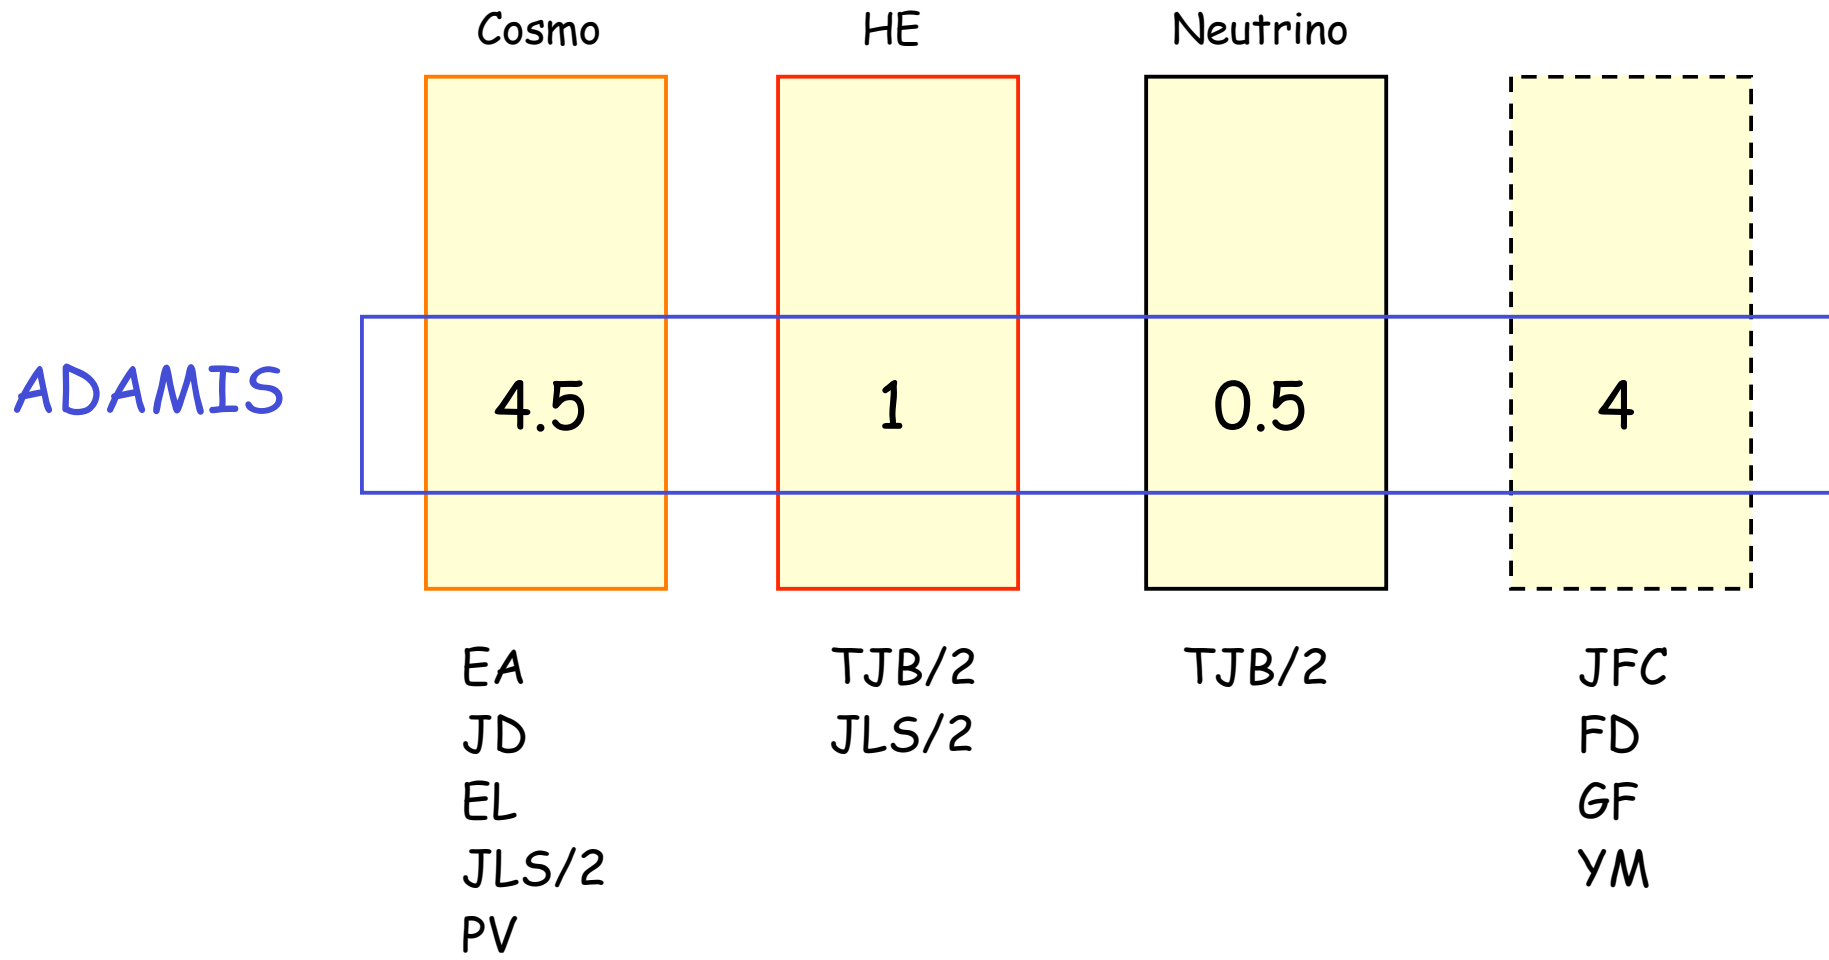 Cosmo HE Neutrino
ADAMIS 4.5 1 0.5 4
EA TJB/2 TJB/2 JFC
JD JLS/2 FD
EL GF
JLS/2 YM
PV